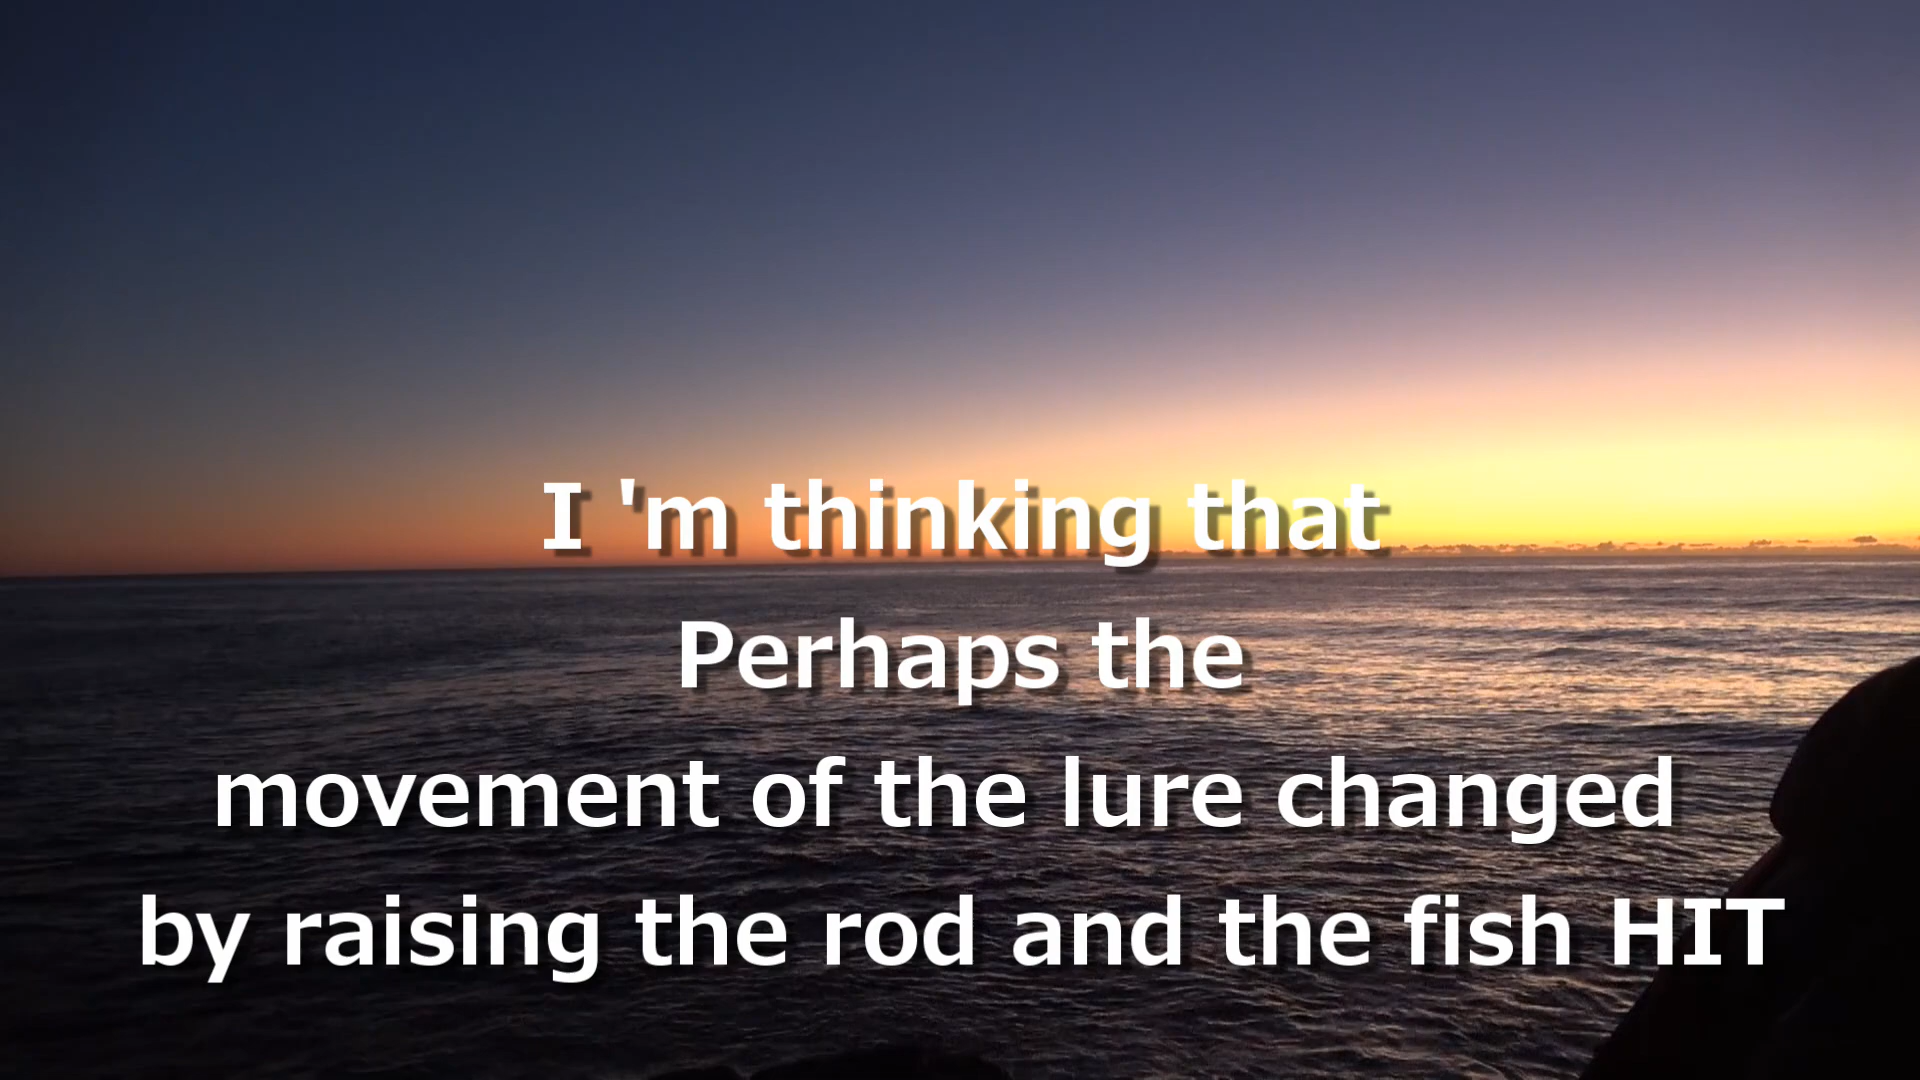 I 'm thinking that
Perhaps the
movement of the lure changed
by raising the rod and the fish HIT